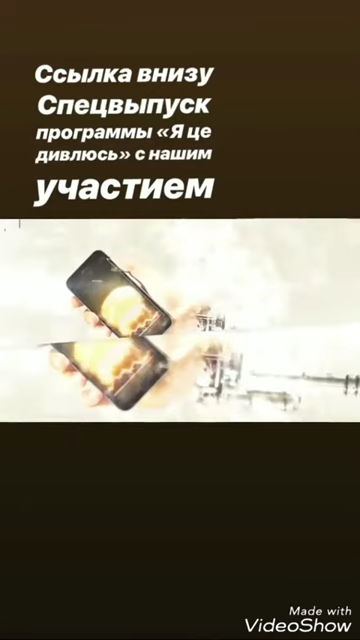 Ссылка внизу
Спецвыпуск
программы «Я це
дивлюсь» с нашим
участием
Made with
VideoShow